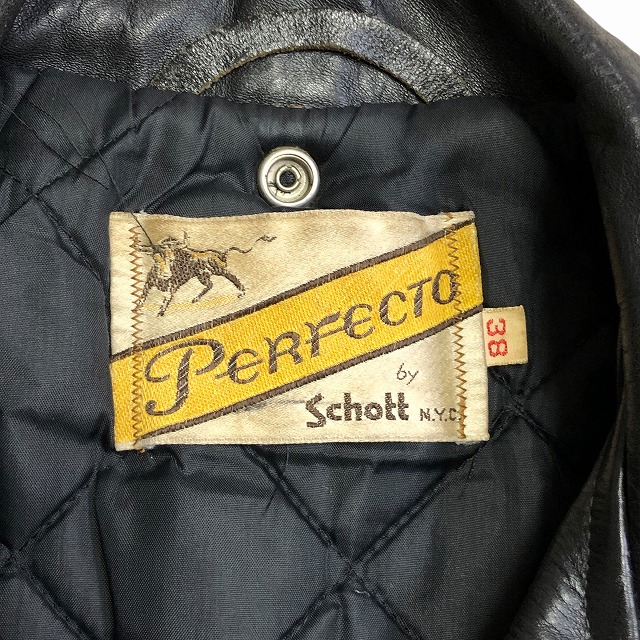 PERFECTO
by
Schott N.Y.C.
38